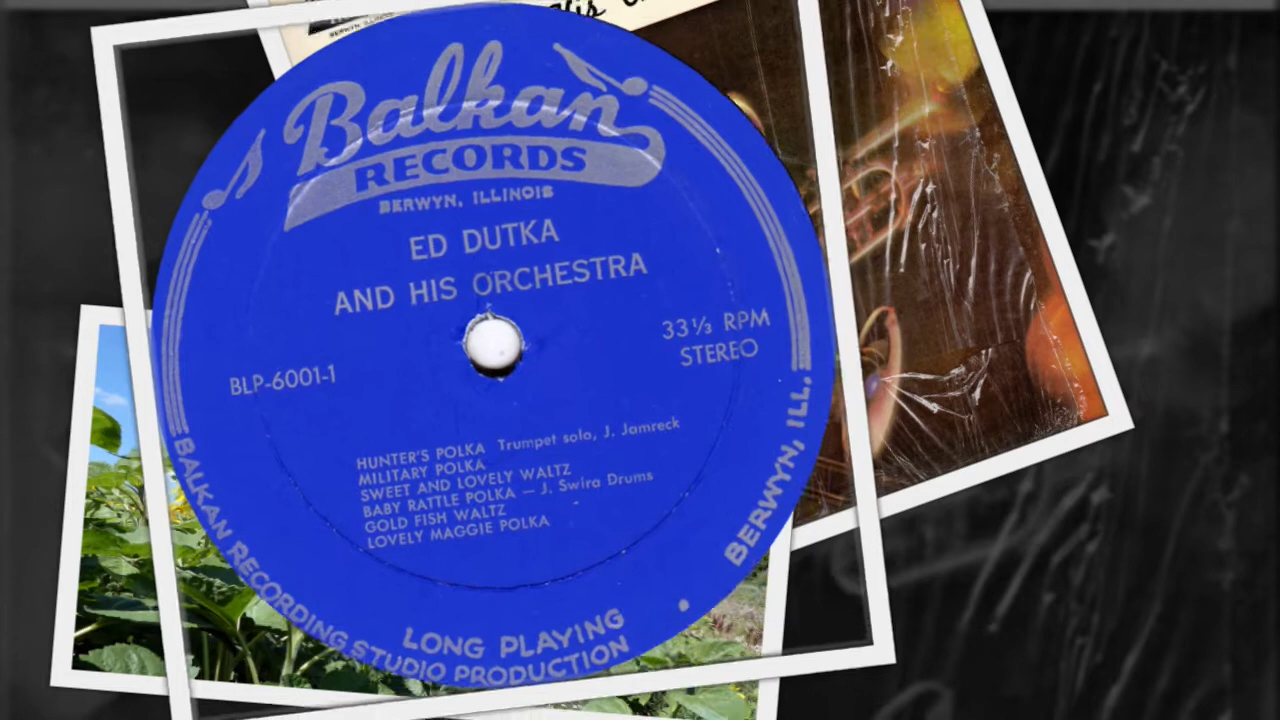 Balkan
RECORDS
BERWYN, ILLINOIS
ED DUTKA
AND HIS ORCHESTRA
33⅓ RPM
STEREO
BLP-6001-1
HUNTER'S POLKA Trumpet solo, J. Jamreck
MILITARY POLKA
SWEET AND LOVELY WALTZ
BABY RATTLE POLKA — J. Swira Drums
GOLD FISH WALTZ
LOVELY MAGGIE POLKA
LONG PLAYING
BALKAN RECORDING STUDIO PRODUCTION • BERWYN, ILL.